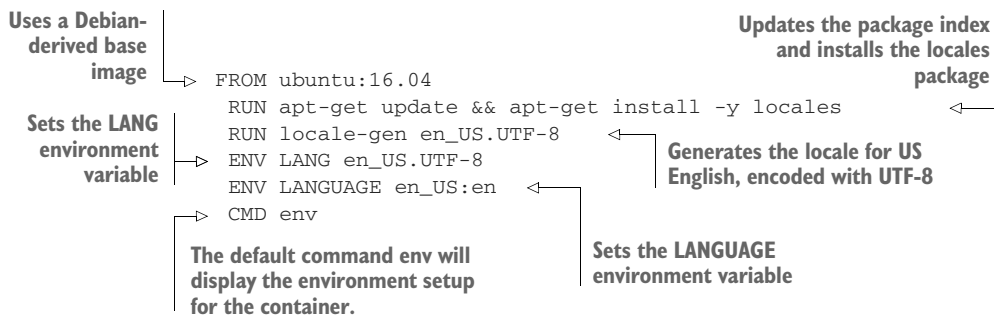 Uses a Debian-
derived base
image
Updates the package index
and installs the locales
package
FROM ubuntu:16.04
RUN apt-get update && apt-get install -y locales
RUN locale-gen en_US.UTF-8
ENV LANG en_US.UTF-8
ENV LANGUAGE en_US:en
CMD env
Sets the LANG
environment
variable
Generates the locale for US
English, encoded with UTF-8
The default command env will
display the environment setup
for the container.
Sets the LANGUAGE
environment variable